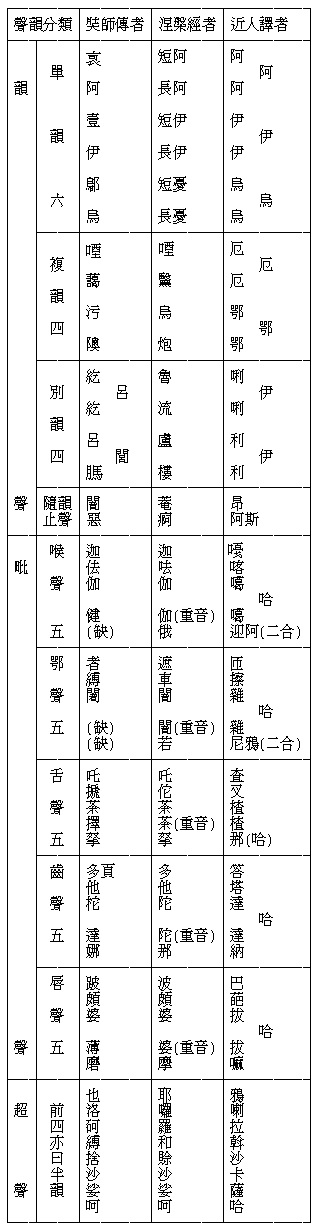 聲韻分類 奘師傳者 涅槃經者 近人譯者
韻
單韻六
哀 短阿 阿
阿
阿 長阿 阿
壹 短伊 伊
伊
伊 長伊 伊
鄔 短憂 烏
烏
烏 長憂 烏
複韻四
㖶 㖶 厄
厄
藹 黳 厄
污 烏 鄂
鄂
隩 炮 鄂
別韻四
紇 魯 唎
呂 伊
紇 流 唎
呂 盧 利
閭 伊
臈 樓 利
聲
隨韻 闇 菴 昂
止聲 惡 痾 阿斯
毗
喉聲五
迦 迦 嘎
佉 呿 喀
伽 伽 噶
哈
健 伽(重音) 噶
(缺) 俄 迎阿(二合)
鄂聲五
者 遮 匝
縛 車 擦
闍 闍 雜
哈
(缺) 闍(重音) 雜
(缺) 若 尼鴉(二合)
舌聲五
吒 吒 查
搋 佗 叉
茶 茶 楂
擇 茶(重音) 楂
拏 拏 那(哈)
齒聲五
多頁 多 答
他 他 塔
柁 陀 達
哈
達 陀(重音) 達
娜 那 納
聲
唇聲五
跛 波 巴
頗 頗 葩
婆 婆 拔
哈
薄 婆(重音) 拔
磨 摩 嘛
超聲
前四亦曰半韻
也 耶 鴉
洛 囉 喇
砢 羅 拉
縛 和 斡
捨 賒 沙
沙 沙 卡
娑 娑 薩
呵 呵 哈